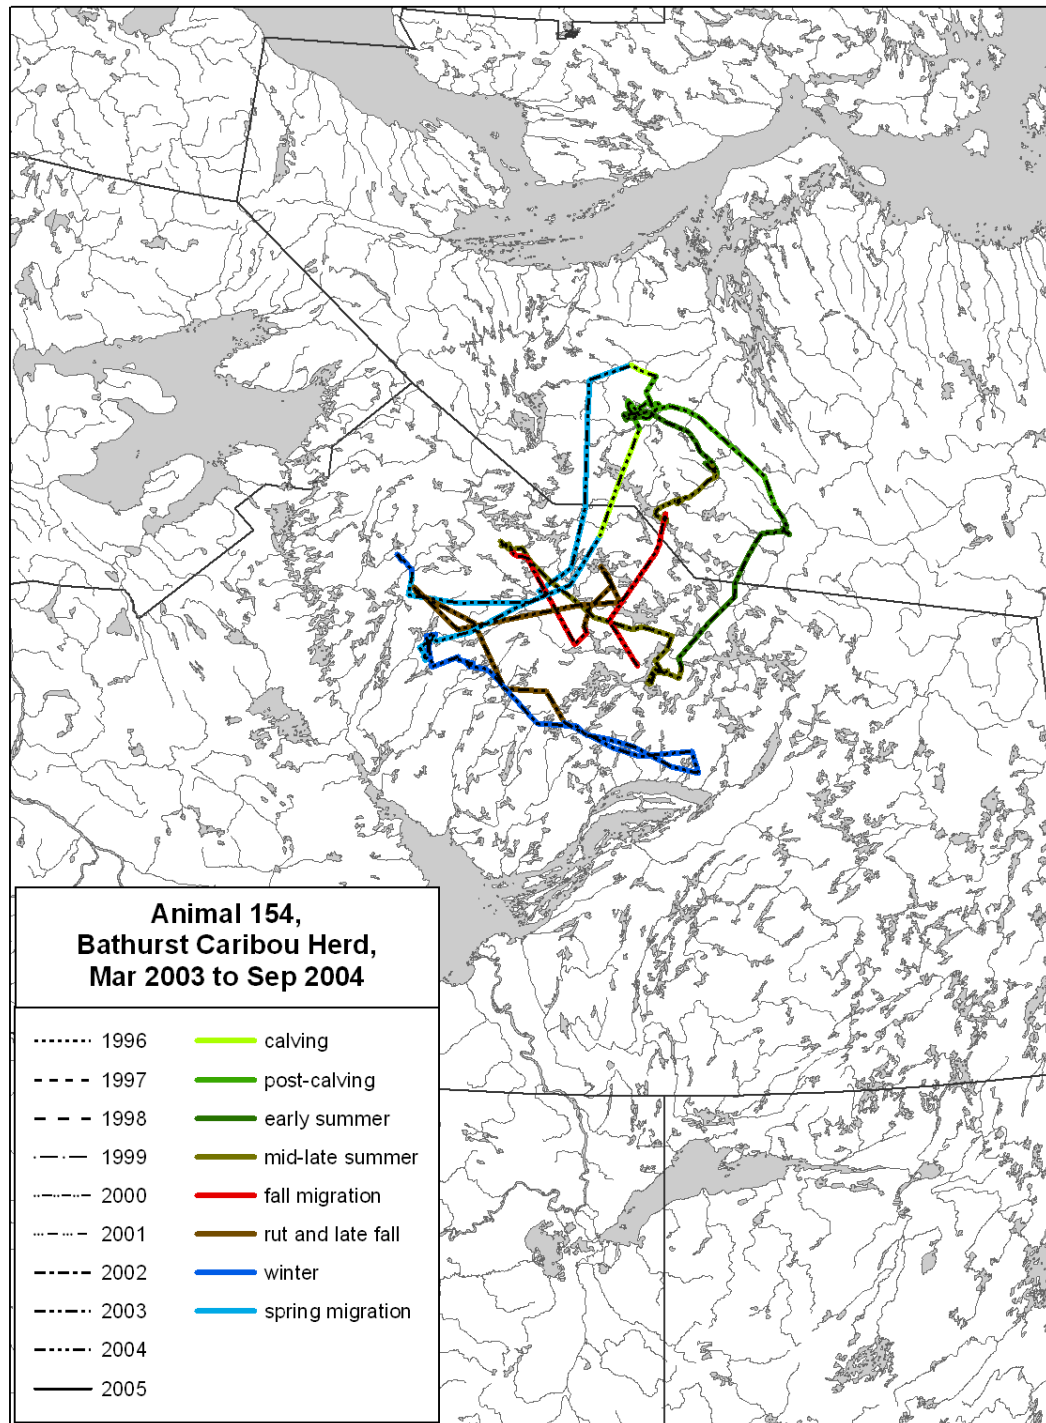 Animal 154,
Bathurst Caribou Herd,
Mar 2003 to Sep 2004
1996
1997
1998
1999
2000
2001
2002
2003
2004
2005
calving
post-calving
early summer
mid-late summer
fall migration
rut and late fall
winter
spring migration